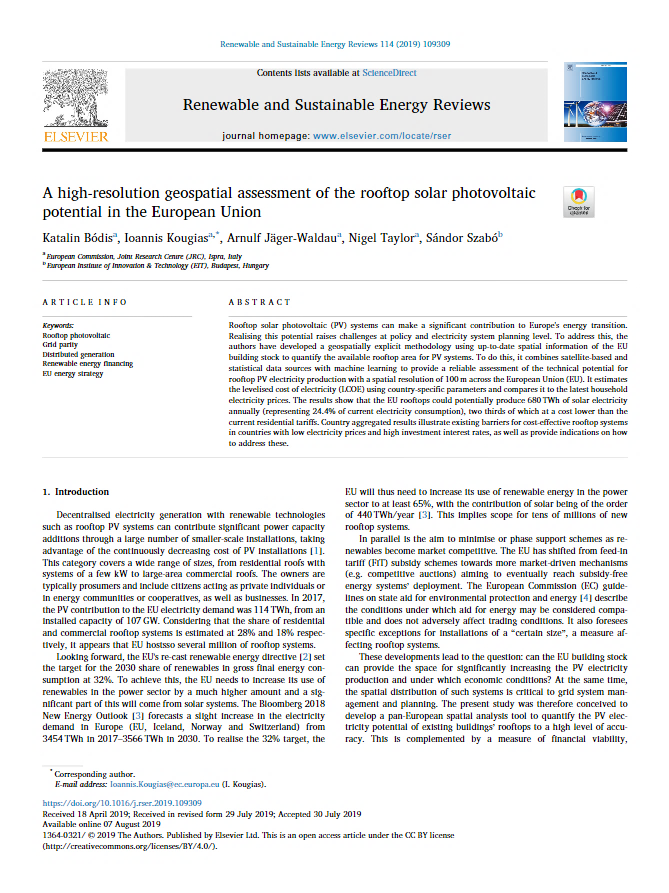 Renewable and Sustainable Energy Reviews 114 (2019) 109309
Contents lists available at ScienceDirect
Renewable and Sustainable Energy Reviews
journal homepage: www.elsevier.com/locate/rser
ELSEVIER
A high-resolution geospatial assessment of the rooftop solar photovoltaic
potential in the European Union
Check for
updates
Katalin Bódisa, Ioannis Kougiasa,*, Arnulf Jäger-Waldaua, Nigel Taylora, Sándor Szabób
a European Commission, Joint Research Centre (JRC), Ispra, Italy
b European Institute of Innovation & Technology (EIT), Budapest, Hungary
ARTICLE INFO
Keywords:
Rooftop photovoltaic
Grid parity
Distributed generation
Renewable energy financing
EU energy strategy
ABSTRACT
Rooftop solar photovoltaic (PV) systems can make a significant contribution to Europe's energy transition.
Realising this potential raises challenges at policy and electricity system planning level. To address this, the
authors have developed a geospatially explicit methodology using up-to-date spatial information of the EU
building stock to quantify the available rooftop area for PV systems. To do this, it combines satellite-based and
statistical data sources with machine learning to provide a reliable assessment of the technical potential for
rooftop PV electricity production with a spatial resolution of 100 m across the European Union (EU). It estimates
the levelised cost of electricity (LCOE) using country-specific parameters and compares it to the latest household
electricity prices. The results show that the EU rooftops could potentially produce 680 TWh of solar electricity
annually (representing 24.4% of current electricity consumption), two thirds of which at a cost lower than the
current residential tariffs. Country aggregated results illustrate existing barriers for cost-effective rooftop systems
in countries with low electricity prices and high investment interest rates, as well as provide indications on how
to address these.
1. Introduction
Decentralised electricity generation with renewable technologies
such as rooftop PV systems can contribute significant power capacity
additions through a large number of smaller-scale installations, taking
advantage of the continuously decreasing cost of PV installations [1].
This category covers a wide range of sizes, from residential roofs with
systems of a few kW to large-area commercial roofs. The owners are
typically prosumers and include citizens acting as private individuals or
in energy communities or cooperatives, as well as businesses. In 2017,
the PV contribution to the EU electricity demand was 114 TWh, from an
installed capacity of 107 GW. Considering that the share of residential
and commercial rooftop systems is estimated at 28% and 18% respec-
tively, it appears that EU hostsso several million of rooftop systems.
Looking forward, the EU's re-cast renewable energy directive [2] set
the target for the 2030 share of renewables in gross final energy con-
sumption at 32%. To achieve this, the EU needs to increase its use of
renewables in the power sector by a much higher amount and a sig-
nificant part of this will come from solar systems. The Bloomberg 2018
New Energy Outlook [3] forecasts a slight increase in the electricity
demand in Europe (EU, Iceland, Norway and Switzerland) from
3454 TWh in 2017–3566 TWh in 2030. To realise the 32% target, the
EU will thus need to increase its use of renewable energy in the power
sector to at least 65%, with the contribution of solar being of the order
of 440 TWh/year [3]. This implies scope for tens of millions of new
rooftop systems.
In parallel is the aim to minimise or phase support schemes as re-
newables become market competitive. The EU has shifted from feed-in
tariff (FiT) subsidy schemes towards more market-driven mechanisms
(e.g. competitive auctions) aiming to eventually reach subsidy-free
energy systems' deployment. The European Commission (EC) guide-
lines on state aid for environmental protection and energy [4] describe
the conditions under which aid for energy may be considered compa-
tible and does not adversely affect trading conditions. It also foresees
specific exceptions for installations of a "certain size", a measure af-
fecting rooftop systems.
These developments lead to the question: can the EU building stock
can provide the space for significantly increasing the PV electricity
production and under which economic conditions? At the same time,
the spatial distribution of such systems is critical to grid system man-
agement and planning. The present study was therefore conceived to
develop a pan-European spatial analysis tool to quantify the PV elec-
tricity potential of existing buildings' rooftops to a high level of accu-
racy. This is complemented by a measure of financial viability,
* Corresponding author.
E-mail address: Ioannis.Kougias@ec.europa.eu (I. Kougias).
https://doi.org/10.1016/j.rser.2019.109309
Received 18 April 2019; Received in revised form 29 July 2019; Accepted 30 July 2019
Available online 07 August 2019
1364-0321/ © 2019 The Authors. Published by Elsevier Ltd. This is an open access article under the CC BY license
(http://creativecommons.org/licenses/BY/4.0/).